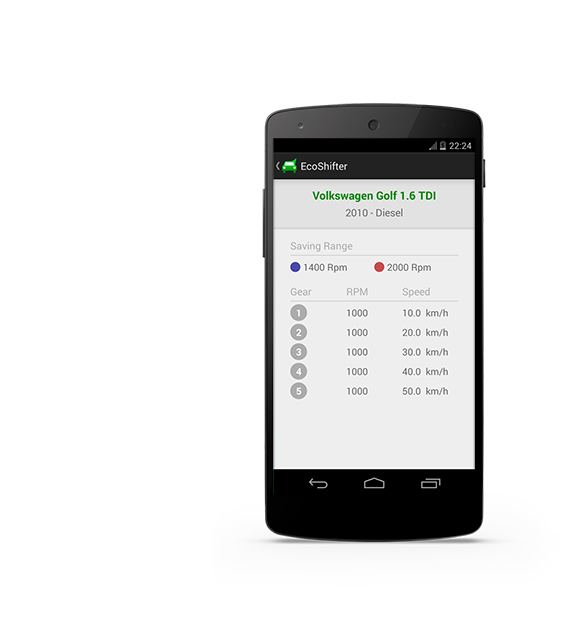 22:24
EcoShifter
Volkswagen Golf 1.6 TDI
2010 - Diesel
Saving Range
1400 Rpm 2000 Rpm
Gear RPM Speed
1 1000 10.0 km/h
2 1000 20.0 km/h
3 1000 30.0 km/h
4 1000 40.0 km/h
5 1000 50.0 km/h